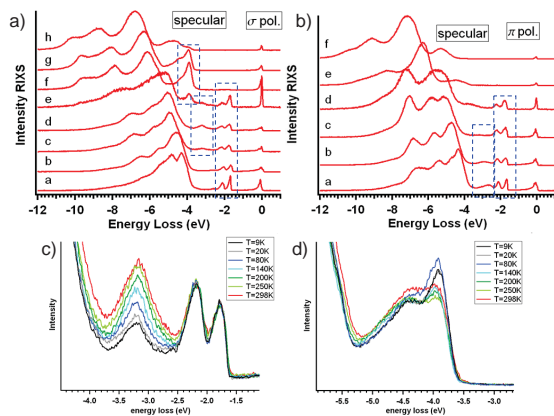 a)
specular
σ pol.
h
g
f
e
d
c
b
a
Intensity RIXS
-12 -10 -8 -6 -4 -2 0
Energy Loss (eV)
b)
specular
π pol.
f
e
d
c
b
a
Intensity RIXS
-12 -10 -8 -6 -4 -2 0
Energy Loss (eV)
c)
T=9K
T=20K
T=80K
T=140K
T=200K
T=250K
T=298K
Intensity
-4.0 -3.5 -3.0 -2.5 -2.0 -1.5
energy loss (eV)
d)
T=9K
T=20K
T=80K
T=140K
T=200K
T=250K
T=298K
Intensity
-5.5 -5.0 -4.5 -4.0 -3.5 -3.0
energy loss (eV)